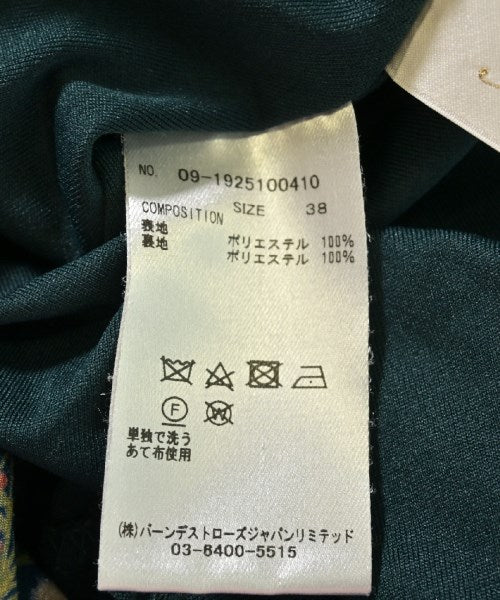 NO. 09-1925100410
COMPOSITION SIZE 38
表地 ポリエステル 100%
裏地 ポリエステル 100%
F W
単独で洗う
あて布使用
(株)バーンデストローズジャパンリミテッド
03-6400-5515